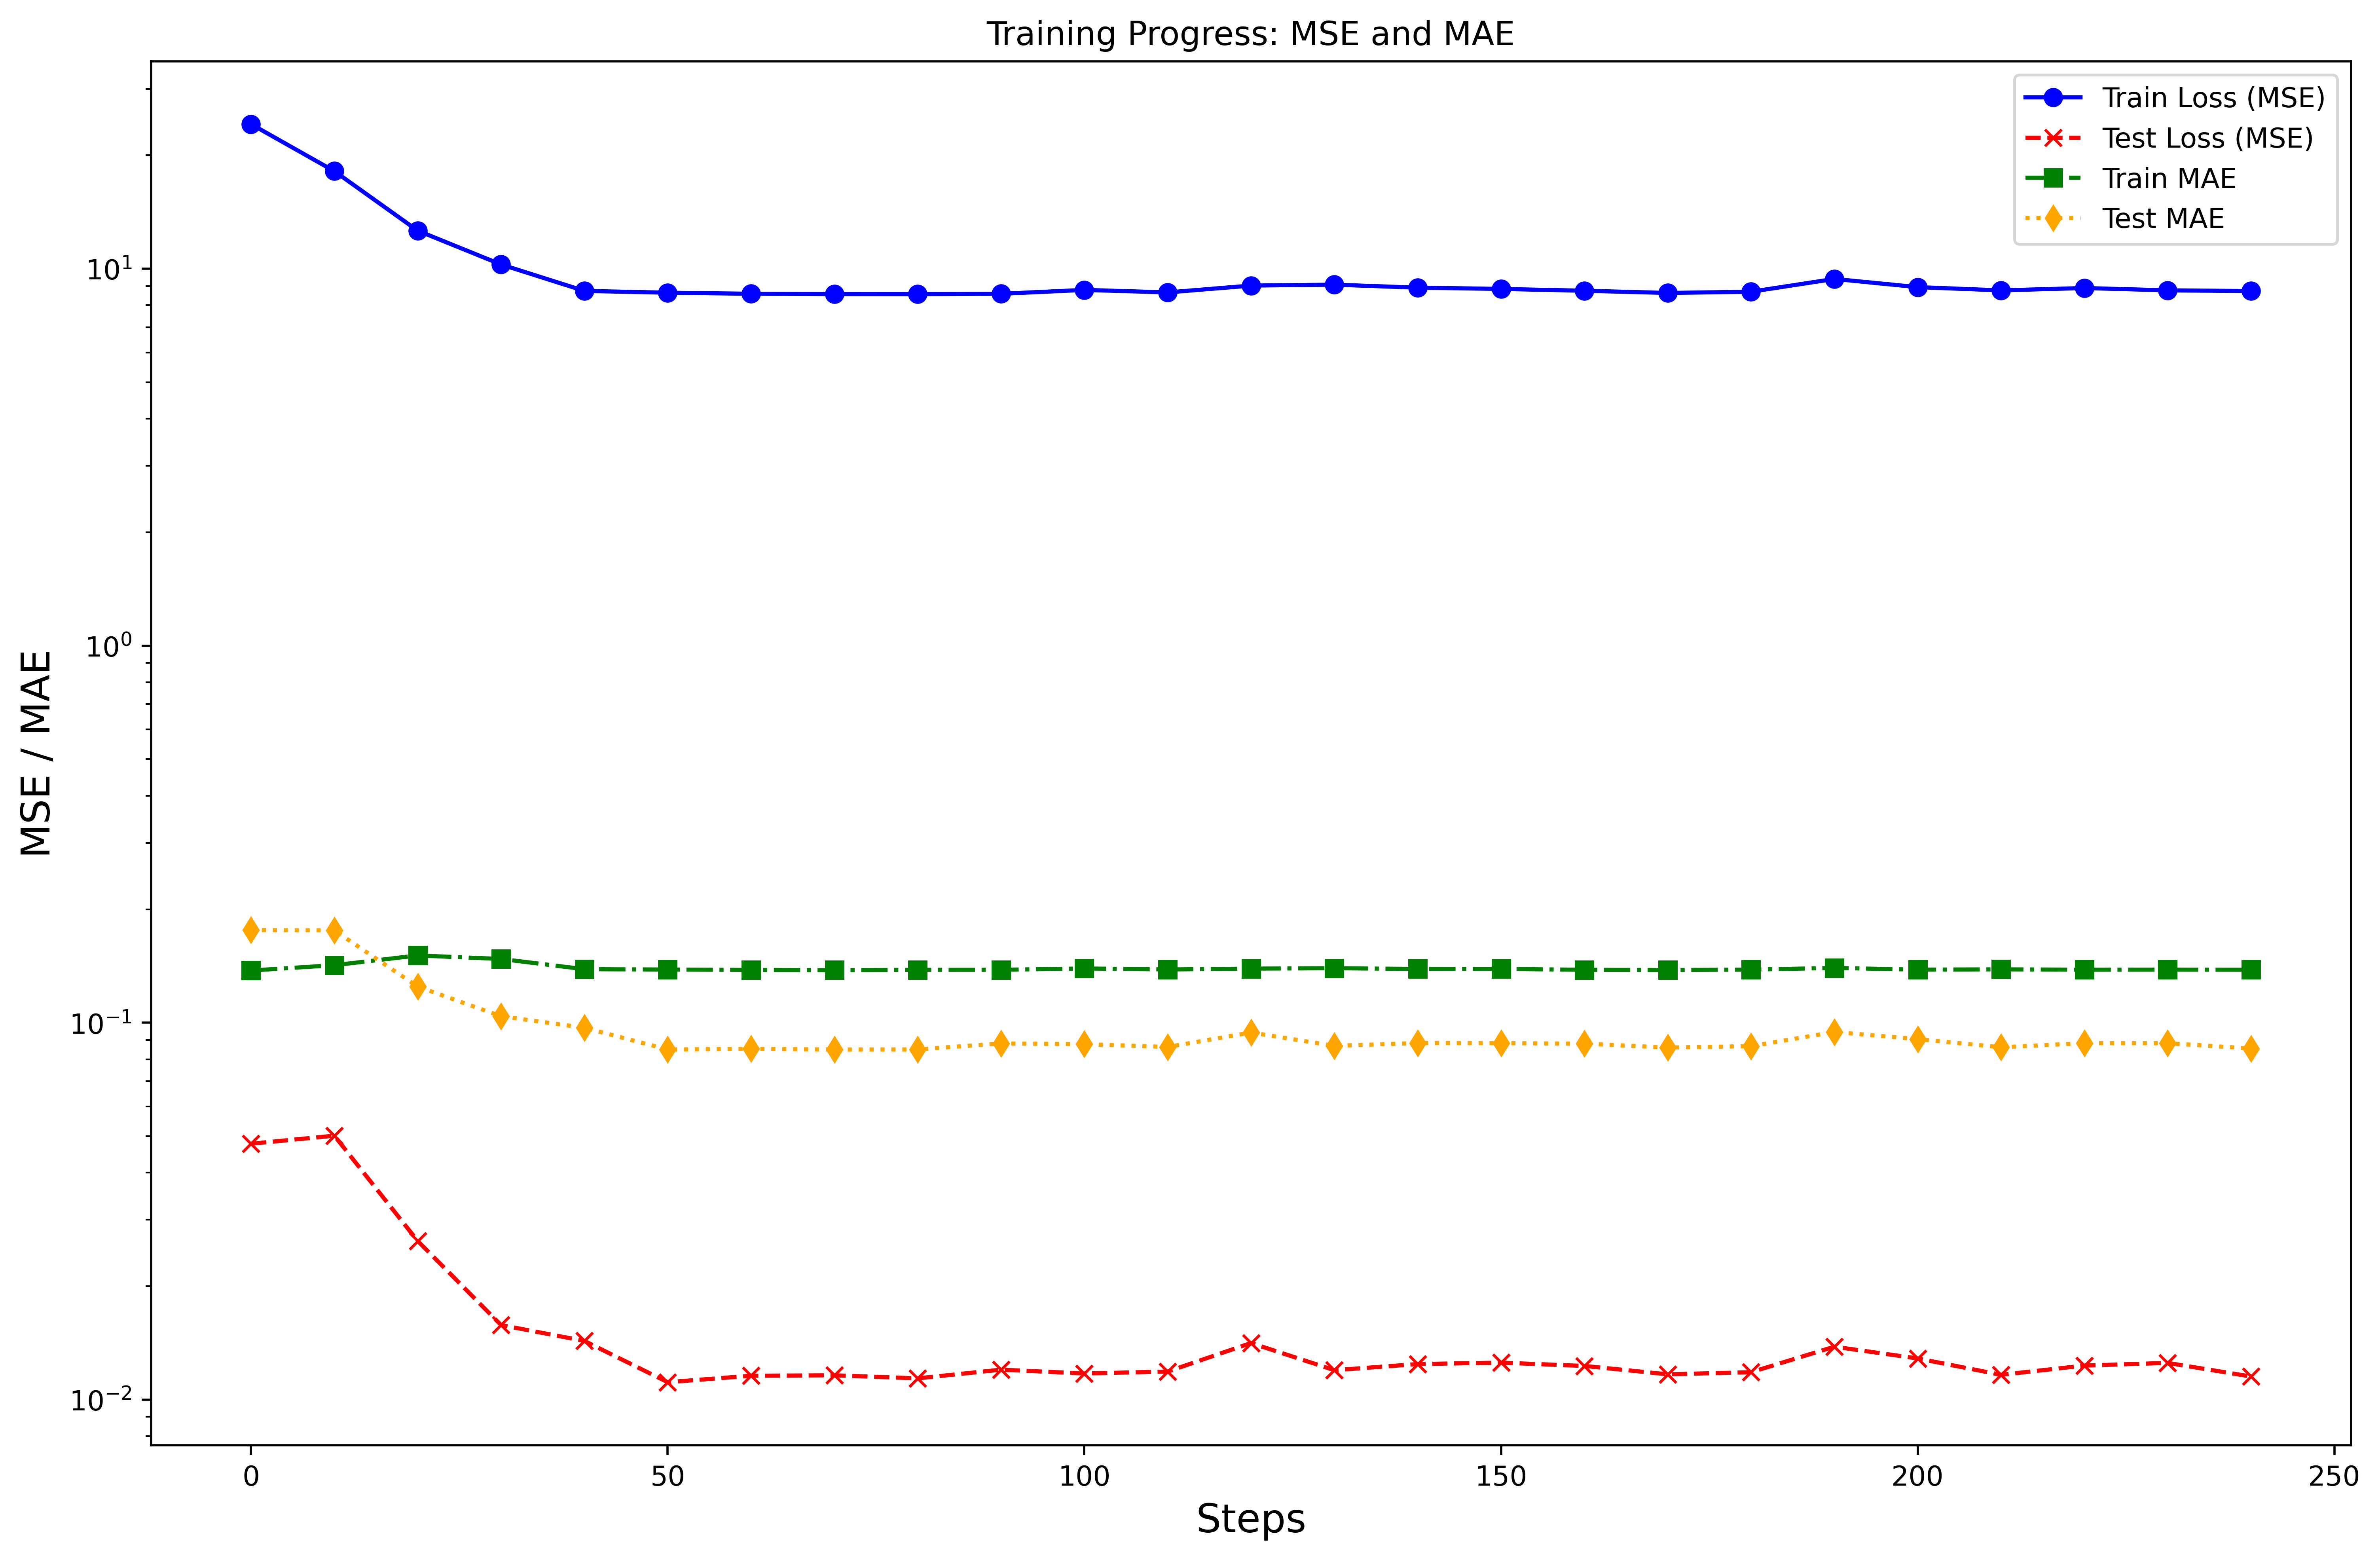 Training Progress: MSE and MAE
Train Loss (MSE)
Test Loss (MSE)
Train MAE
Test MAE
MSE / MAE
10¹
10⁰
10⁻¹
10⁻²
0 50 100 150 200 250
Steps